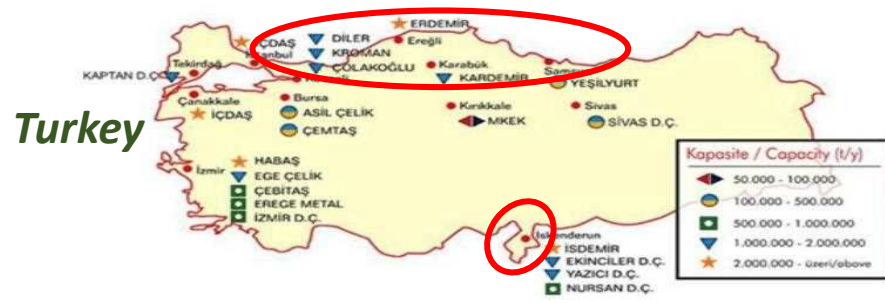 ERDEMİR
DİLER
Ereğli
ÇDAŞ
KROMAN
Tekirdağ
ÇOLAKOĞLU
Karabük
KAPTAN D.Ç.
KARDEMİR
YEŞİLYURT
Çanakkale
Bursa
Kırıkkale
Sivas
İÇDAŞ
ASİL ÇELİK
MKEK
SİVAS D.Ç.
Turkey
ÇEMTAŞ
Kapasite / Capacity (t/y)
50.000 - 100.000
100.000 - 500.000
500.000 - 1.000.000
1.000.000 - 2.000.000
2.000.000 - üzeri/above
İzmir
HABAŞ
EGE ÇELİK
ÇEBİTAŞ
EREGE METAL
İZMİR D.Ç.
İskenderun
İSDEMİR
EKİNCİLER D.Ç.
YAZICI D.Ç.
NURSAN D.Ç.